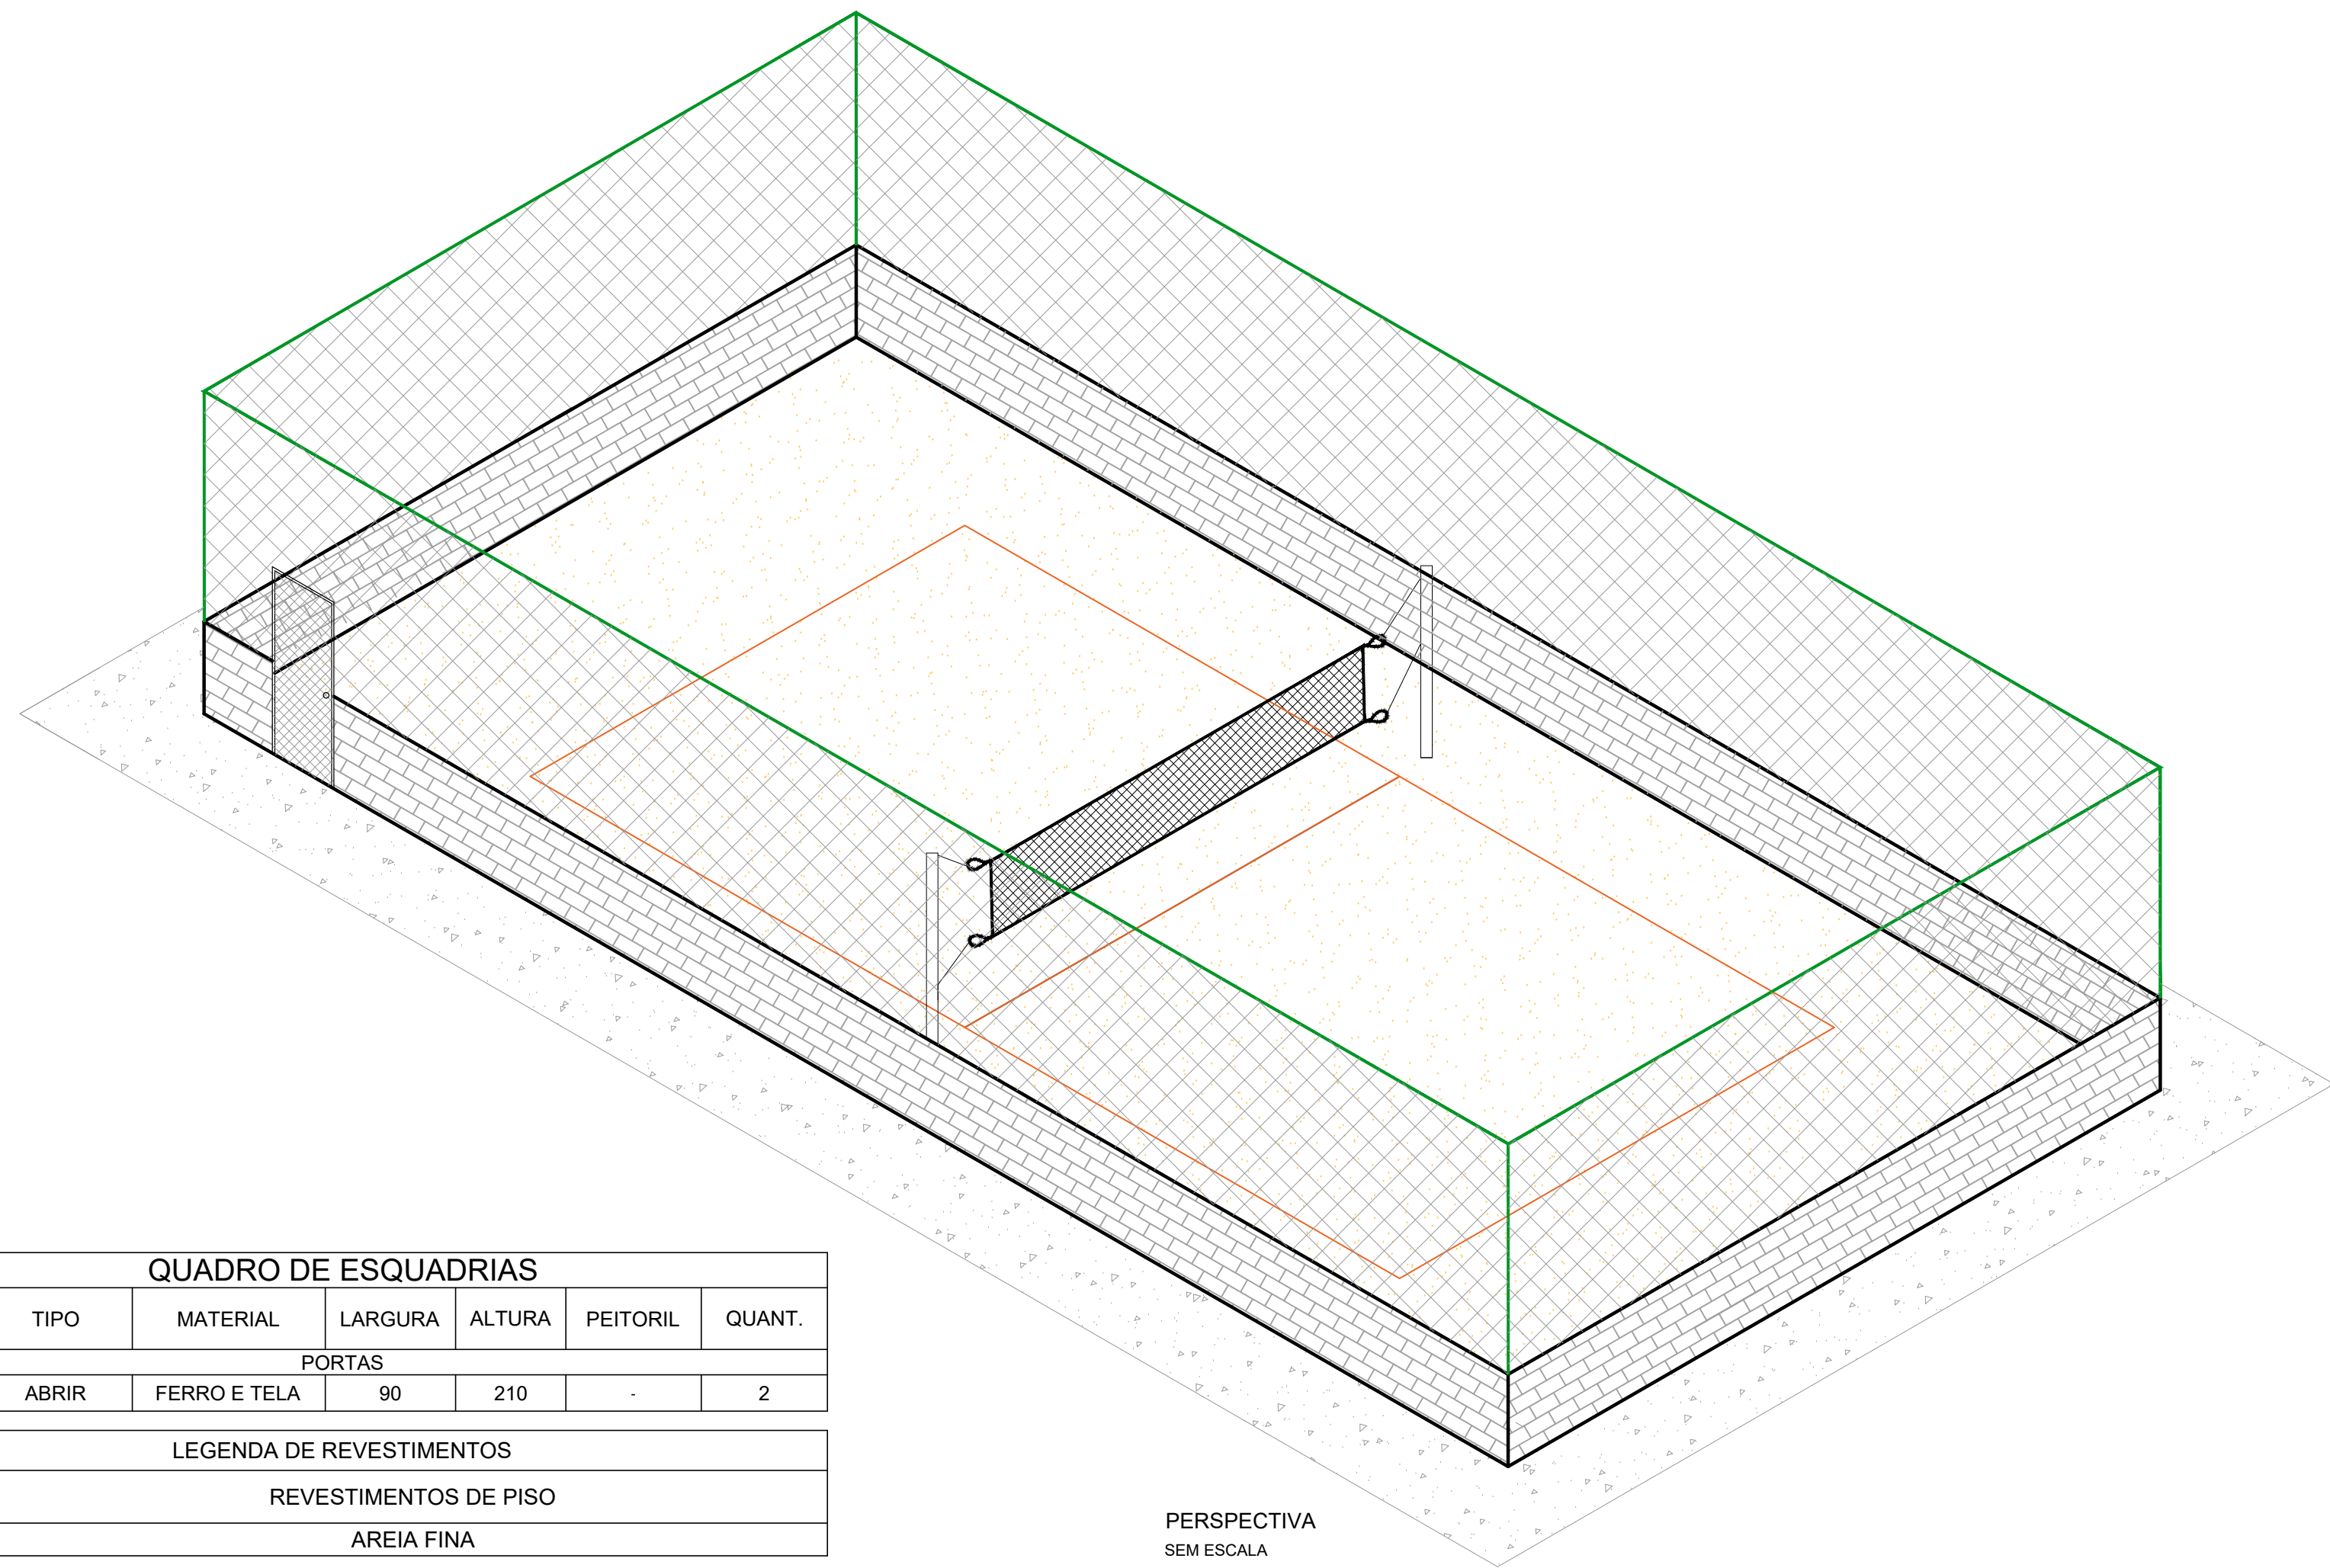 QUADRO DE ESQUADRIAS
TIPO MATERIAL LARGURA ALTURA PEITORIL QUANT.
PORTAS
ABRIR FERRO E TELA 90 210 - 2
LEGENDA DE REVESTIMENTOS
REVESTIMENTOS DE PISO
AREIA FINA
PERSPECTIVA
SEM ESCALA